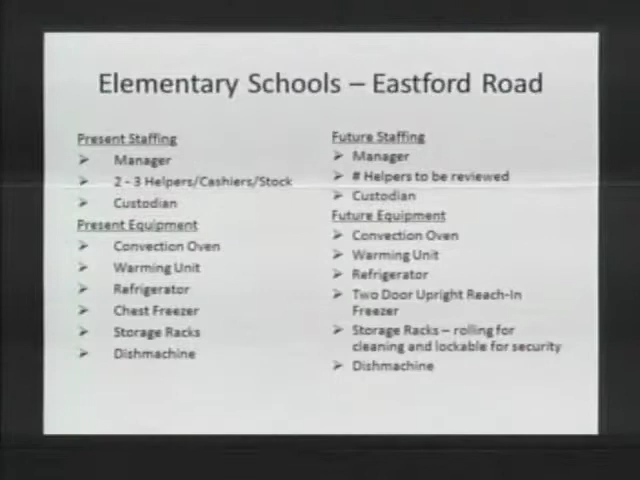 Elementary Schools – Eastford Road
Present Staffing
➢ Manager
➢ 2 - 3 Helpers/Cashiers/Stock
➢ Custodian
Present Equipment
➢ Convection Oven
➢ Warming Unit
➢ Refrigerator
➢ Chest Freezer
➢ Storage Racks
➢ Dishmachine
Future Staffing
➢ Manager
➢ # Helpers to be reviewed
➢ Custodian
Future Equipment
➢ Convection Oven
➢ Warming Unit
➢ Refrigerator
➢ Two Door Upright Reach-In
Freezer
➢ Storage Racks – rolling for
cleaning and lockable for security
➢ Dishmachine